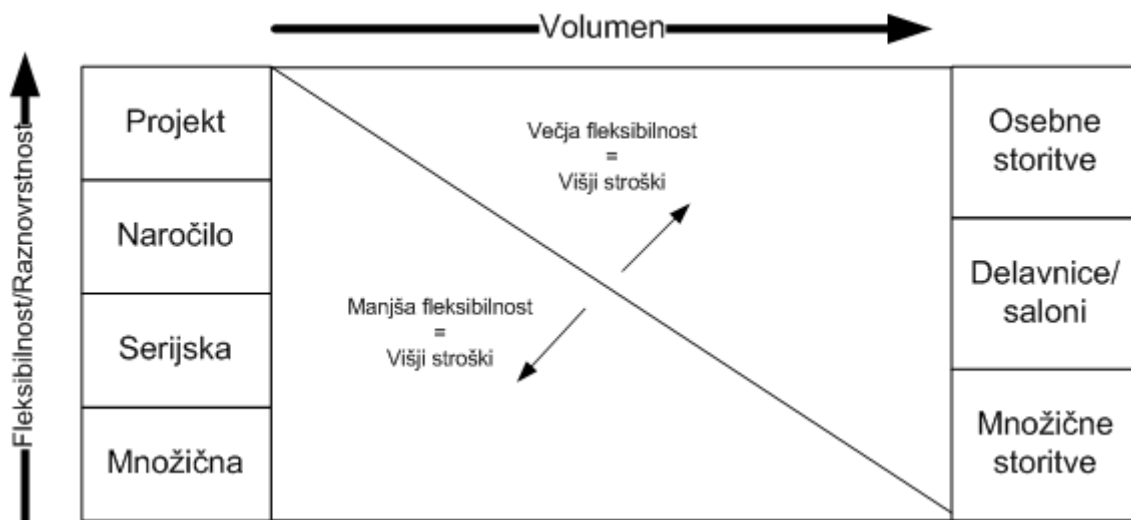 Volumen
Fleksibilnost/Raznovrstnost
Projekt
Naročilo
Serijska
Množična
Večja fleksibilnost
=
Višji stroški
Manjša fleksibilnost
=
Višji stroški
Osebne
storitve
Delavnice/
saloni
Množične
storitve